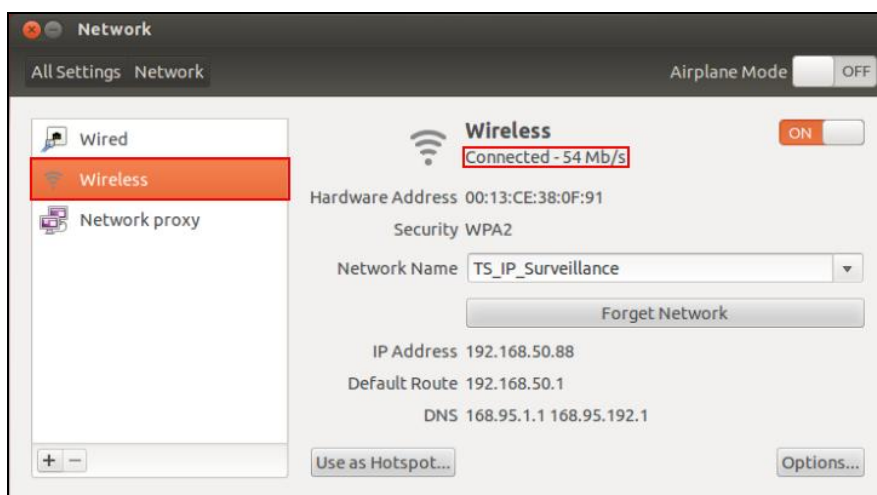 Network
All Settings Network
Airplane Mode OFF
Wired
Wireless
Network proxy
Wireless
ON
Connected - 54 Mb/s
Hardware Address 00:13:CE:38:0F:91
Security WPA2
Network Name TS_IP_Surveillance
Forget Network
IP Address 192.168.50.88
Default Route 192.168.50.1
DNS 168.95.1.1 168.95.192.1
+ −
Use as Hotspot...
Options...